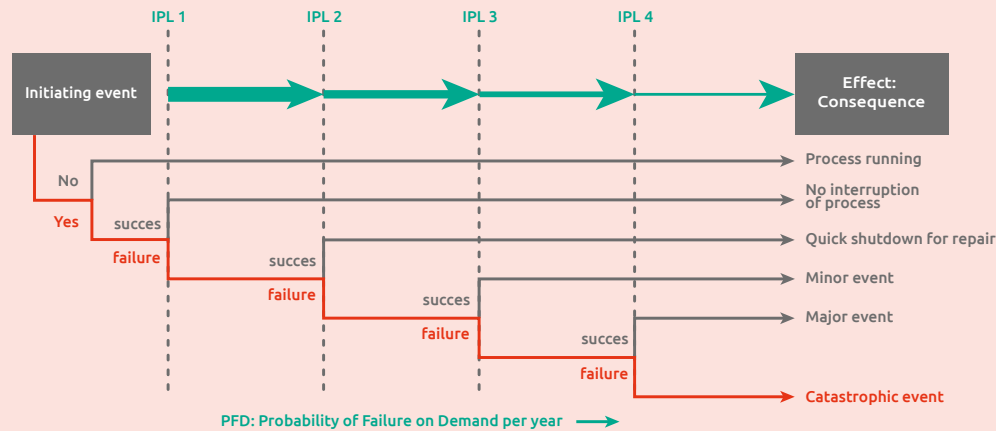 IPL 1
IPL 2
IPL 3
IPL 4
Initiating event
Effect:
Consequence
No
Process running
Yes
succes
No interruption
of process
failure
succes
Quick shutdown for repair
failure
succes
Minor event
failure
succes
Major event
failure
Catastrophic event
PFD: Probability of Failure on Demand per year